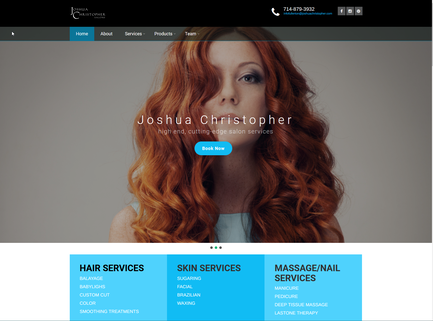 JOSHUA
CHRISTOPHER
714-879-3932
Home About Services Products Team
Joshua Christopher
high end, cutting edge salon services
Book Now
HAIR SERVICES
BALAYAGE
BABYLIGHS
CUSTOM CUT
COLOR
SMOOTHING TREATMENTS
SKIN SERVICES
SUGARING
FACIAL
BRAZILIAN
WAXING
MASSAGE/NAIL
SERVICES
MANICURE
PEDICURE
DEEP TISSUE MASSAGE
LASTONE THERAPY